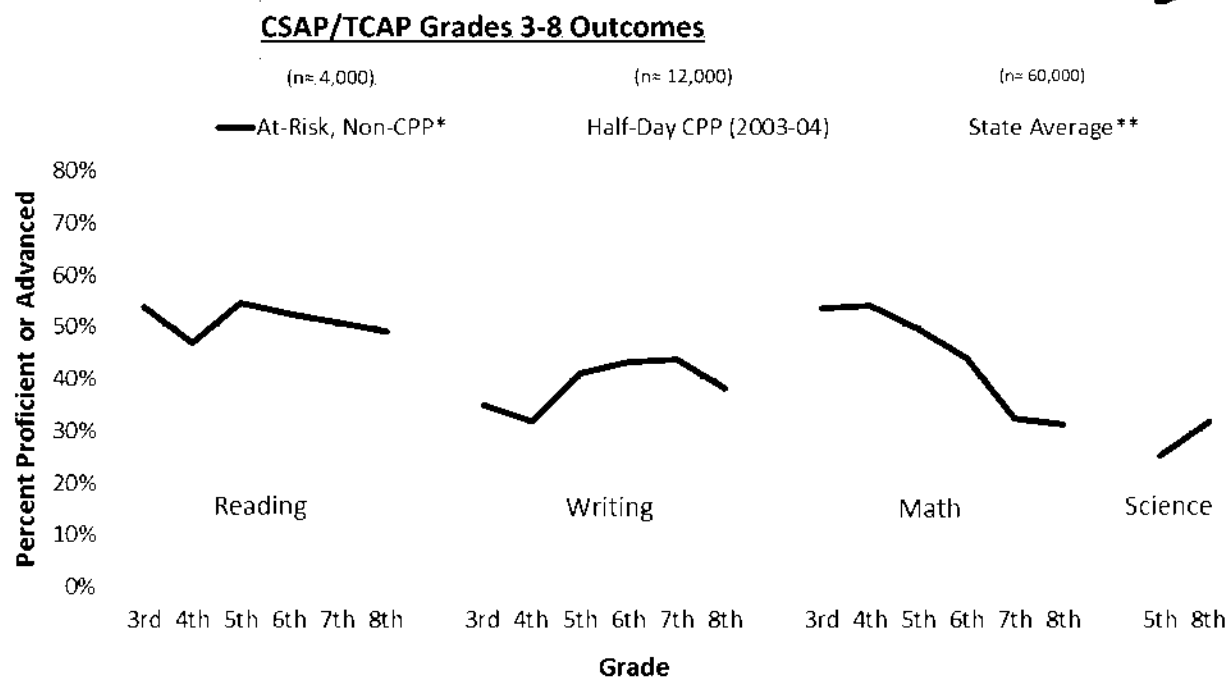 CSAP/TCAP Grades 3-8 Outcomes
(n≈ 4,000) (n≈ 12,000) (n≈ 60,000)
At-Risk, Non-CPP* Half-Day CPP (2003-04) State Average**
Percent Proficient or Advanced
80%
70%
60%
50%
40%
30%
20%
10%
0%
Reading Writing Math Science
3rd 4th 5th 6th 7th 8th 3rd 4th 5th 6th 7th 8th 3rd 4th 5th 6th 7th 8th 5th 8th
Grade